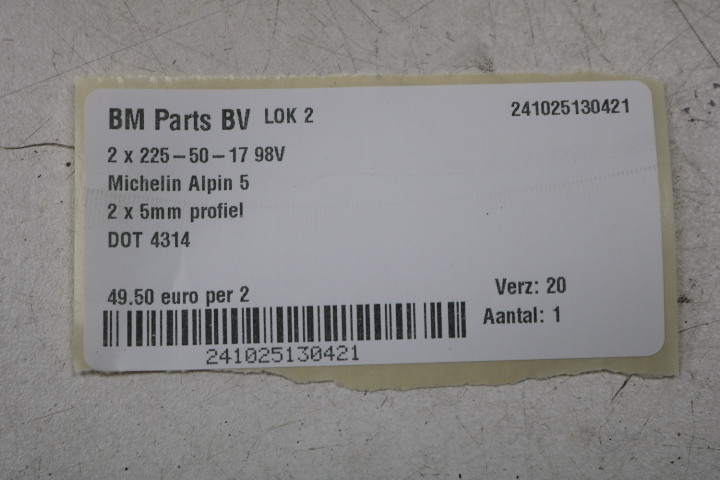 BM Parts BV LOK 2 241025130421
2 x 225-50-17 98V
Michelin Alpin 5
2 x 5mm profiel
DOT 4314
49.50 euro per 2 Verz: 20
Aantal: 1
241025130421